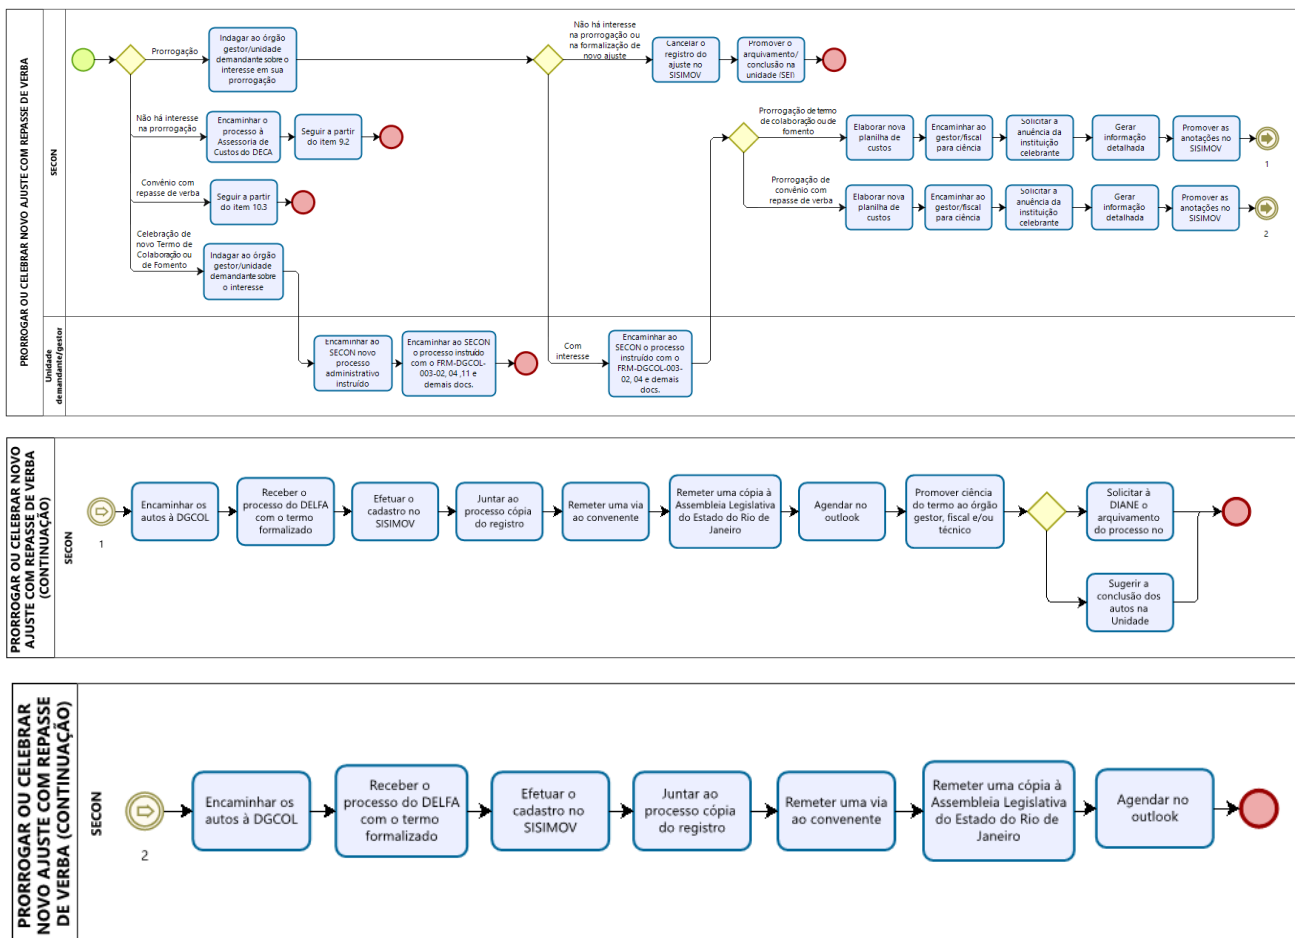 PRORROGAR OU CELEBRAR NOVO AJUSTE COM REPASSE DE VERBA
SECON
Prorrogação
Indagar ao órgão
gestor/unidade
demandante sobre o
interesse em sua
prorrogação
Não há interesse
na prorrogação ou
na formalização de
novo ajuste
Cancelar o
registro do
ajuste no
SISIMOV
Promover o
arquivamento/
conclusão na
unidade (SEI)
Não há interesse
na prorrogação
Encaminhar o
processo à
Assessoria de
Custos do DECA
Seguir a partir
do item 9.2
Convênio com
repasse de verba
Seguir a partir
do item 10.3
Celebração de
novo Termo de
Colaboração ou
de Fomento
Indagar ao órgão
gestor/unidade
demandante sobre
o interesse
Prorrogação de termo
de colaboração ou de
fomento
Elaborar nova
planilha de
custos
Encaminhar ao
gestor/fiscal
para ciência
Solicitar a
anuência da
instituição
celebrante
Gerar
informação
detalhada
Promover as
anotações no
SISIMOV
1
Prorrogação de
convênio com
repasse de verba
Elaborar nova
planilha de
custos
Encaminhar ao
gestor/fiscal
para ciência
Solicitar a
anuência da
instituição
celebrante
Gerar
informação
detalhada
Promover as
anotações no
SISIMOV
2
Unidade
demandante/gestor
Encaminhar ao
SECON novo
processo
administrativo
instruído
Encaminhar ao SECON
o processo instruído
com o FRM-DGCOL-
003-02, 04 ,11 e
demais docs.
Com
interesse
Encaminhar ao
SECON o processo
instruído com o
FRM-DGCOL-003-
02, 04 e demais
docs.
PRORROGAR OU CELEBRAR NOVO
AJUSTE COM REPASSE DE VERBA
(CONTINUAÇÃO)
SECON
1
Encaminhar os
autos à DGCOL
Receber o
processo do DELFA
com o termo
formalizado
Efetuar o
cadastro no
SISIMOV
Juntar ao
processo cópia
do registro
Remeter uma via
ao convenente
Remeter uma cópia à
Assembleia Legislativa
do Estado do Rio de
Janeiro
Agendar no
outlook
Promover ciência
do termo ao órgão
gestor, fiscal e/ou
técnico
Solicitar à
DIANE o
arquivamento
do processo no
Sugerir a
conclusão dos
autos na
Unidade
PRORROGAR OU CELEBRAR
NOVO AJUSTE COM REPASSE
DE VERBA (CONTINUAÇÃO)
SECON
2
Encaminhar os
autos à DGCOL
Receber o
processo do DELFA
com o termo
formalizado
Efetuar o
cadastro no
SISIMOV
Juntar ao
processo cópia
do registro
Remeter uma via
ao convenente
Remeter uma cópia à
Assembleia Legislativa
do Estado do Rio de
Janeiro
Agendar no
outlook